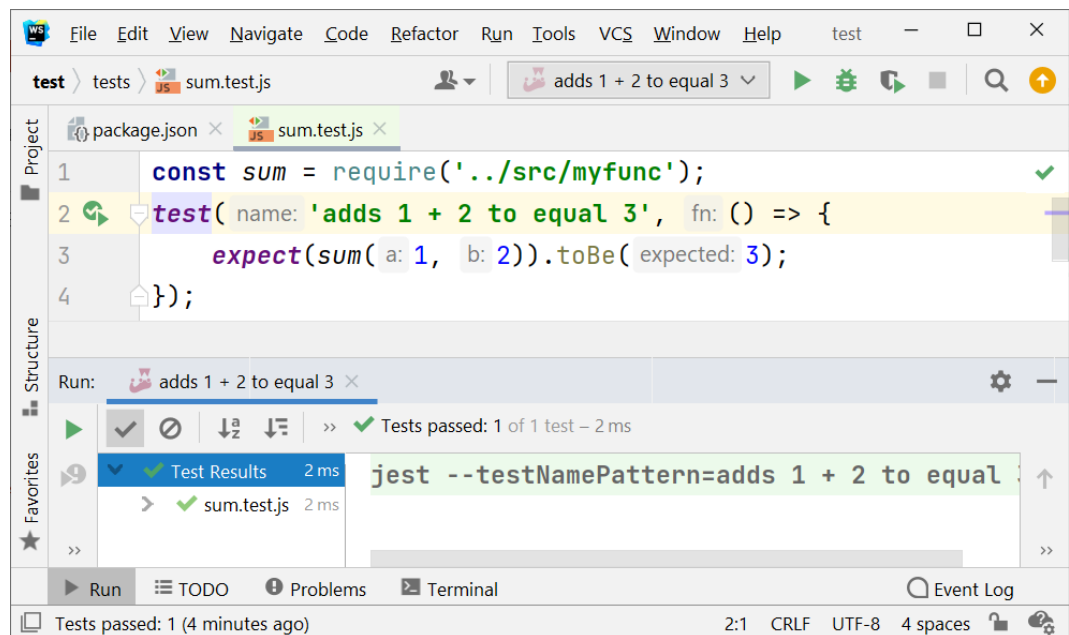 WS File Edit View Navigate Code Refactor Run Tools VCS Window Help test
test tests JS sum.test.js adds 1 + 2 to equal 3
package.json JS sum.test.js
1 const sum = require('../src/myfunc');
2 test( name: 'adds 1 + 2 to equal 3', fn: () => {
3 expect(sum( a: 1, b: 2)).toBe( expected: 3);
4 });
Project
Structure
Favorites
Run: adds 1 + 2 to equal 3
Tests passed: 1 of 1 test – 2 ms
Test Results 2 ms
sum.test.js 2 ms
jest --testNamePattern=adds 1 + 2 to equal
Run TODO Problems Terminal Event Log
Tests passed: 1 (4 minutes ago) 2:1 CRLF UTF-8 4 spaces